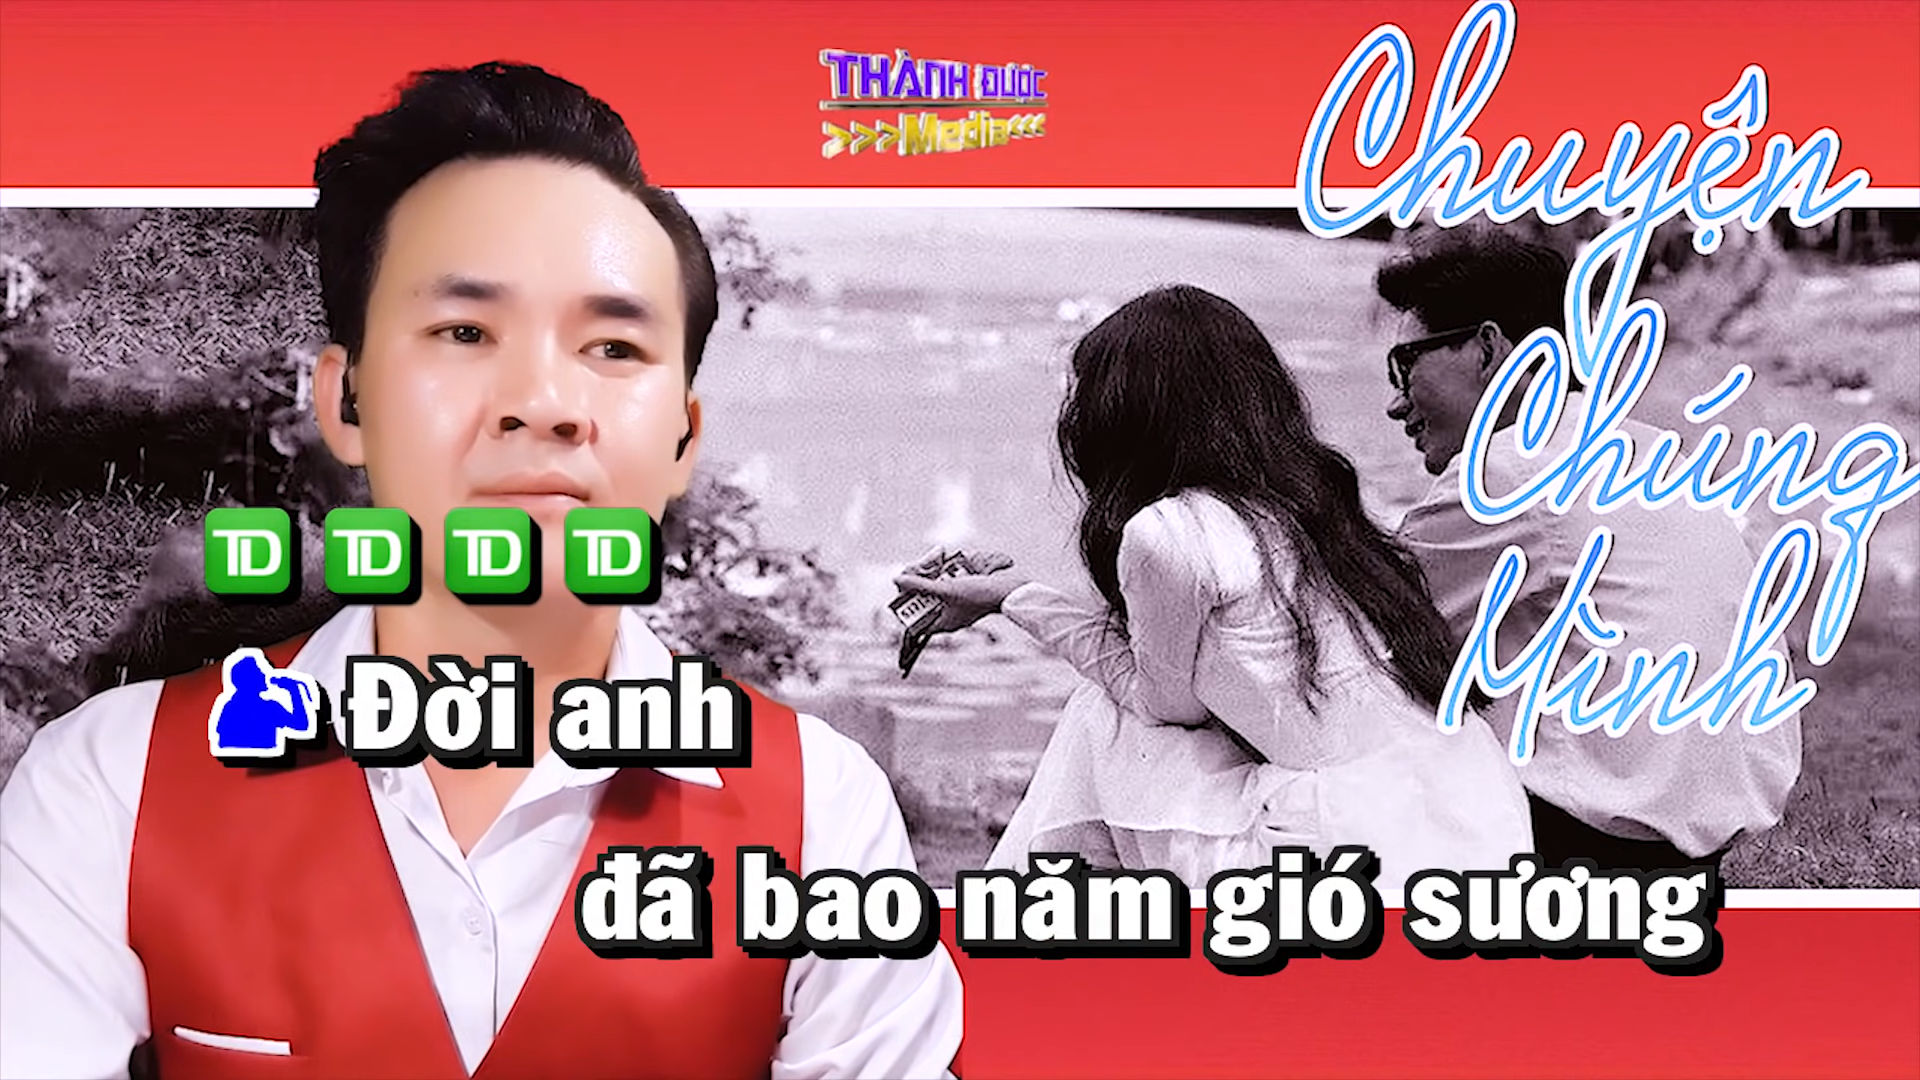 THÀNH ĐƯỢC
>>>Media<<<
Chuyện
Chúng
Mình
TD TD TD TD
Đời anh
đã bao năm gió sương